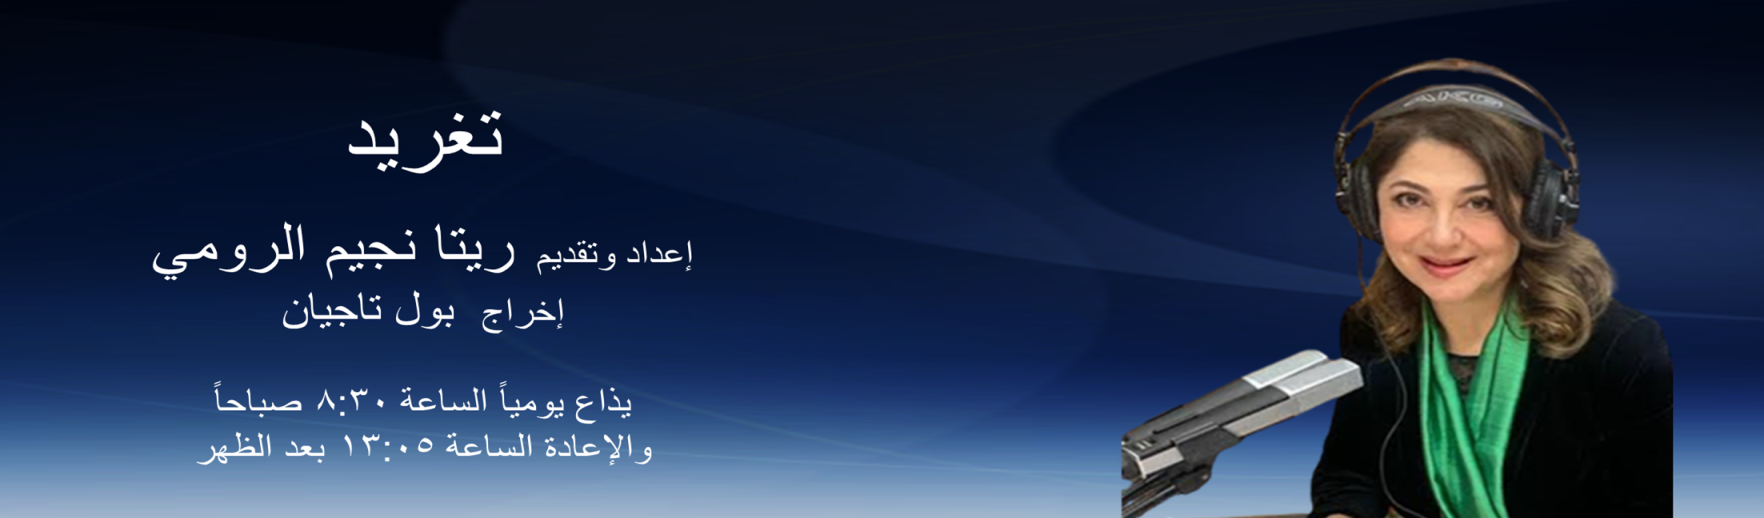 تغريد
إعداد وتقديم ريتا نجيم الرومي
إخراج بول تاجيان
يذاع يومياً الساعة ٨:٣٠ صباحاً
والإعادة الساعة ١٣:٠٥ بعد الظهر
AKG